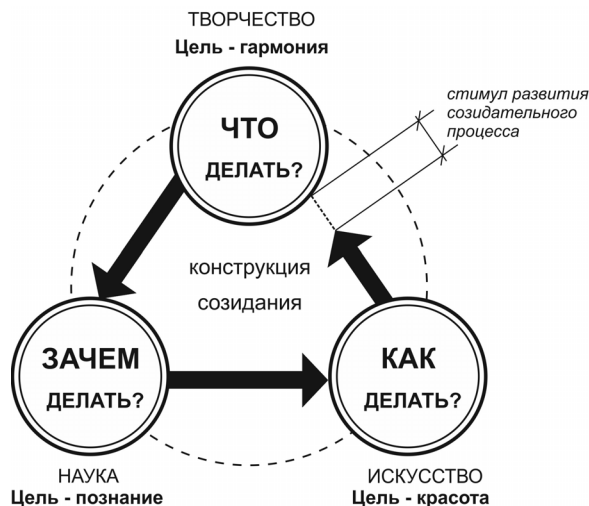 ТВОРЧЕСТВО
Цель - гармония
стимул развития
созидательного
процесса
ЧТО
ДЕЛАТЬ?
конструкция
созидания
ЗАЧЕМ
ДЕЛАТЬ?
КАК
ДЕЛАТЬ?
НАУКА
Цель - познание
ИСКУССТВО
Цель - красота